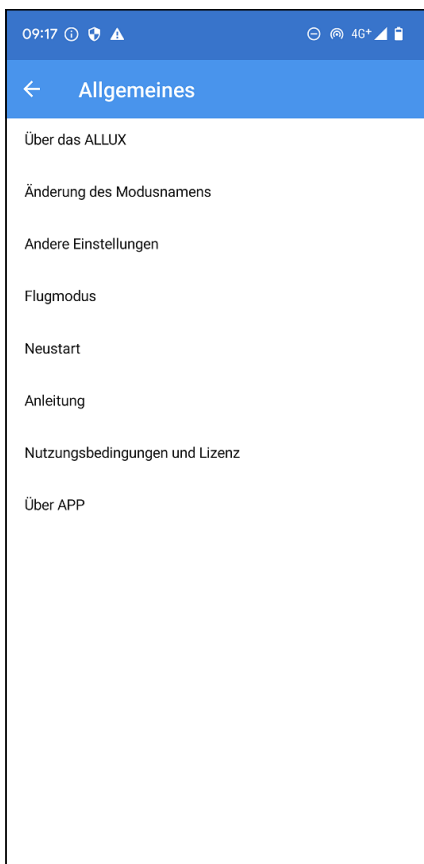 09:17 4G+
Allgemeines
Über das ALLUX
Änderung des Modusnamens
Andere Einstellungen
Flugmodus
Neustart
Anleitung
Nutzungsbedingungen und Lizenz
Über APP